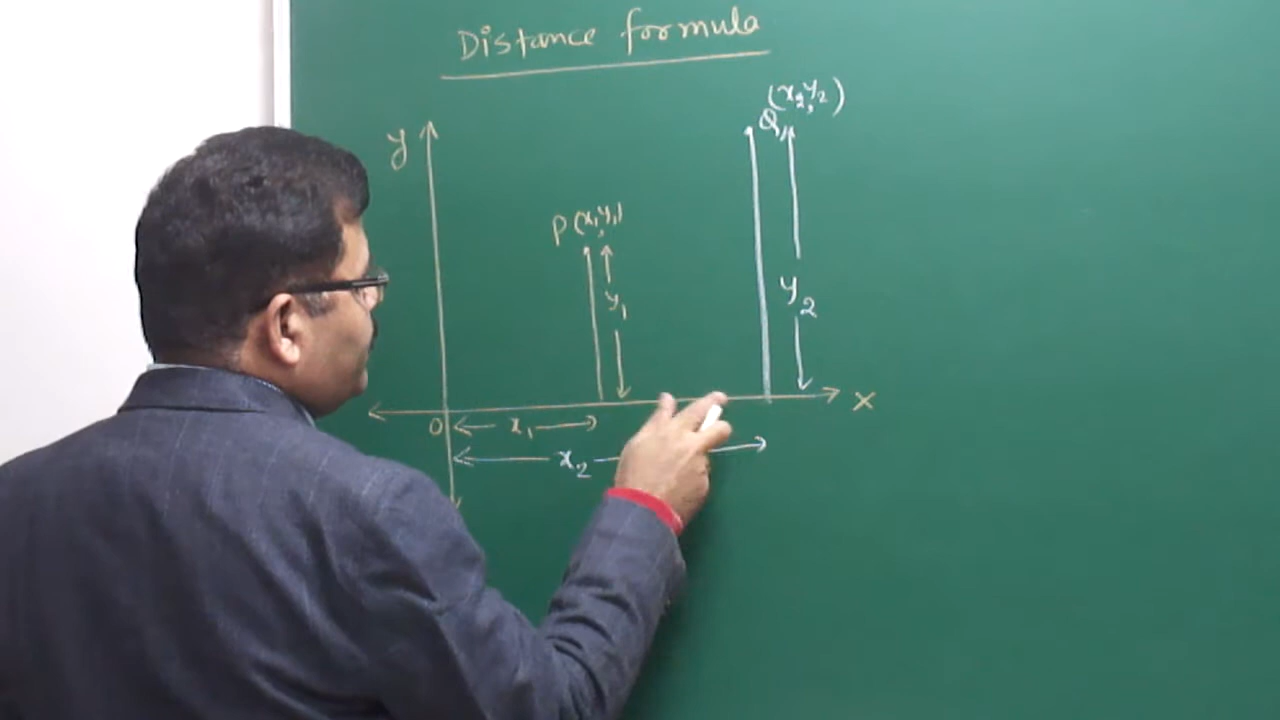 Distance formula
(x₂,y₂)
Q
y
P(x₁,y₁)
y₁
y₂
x
O
x₁
x₂